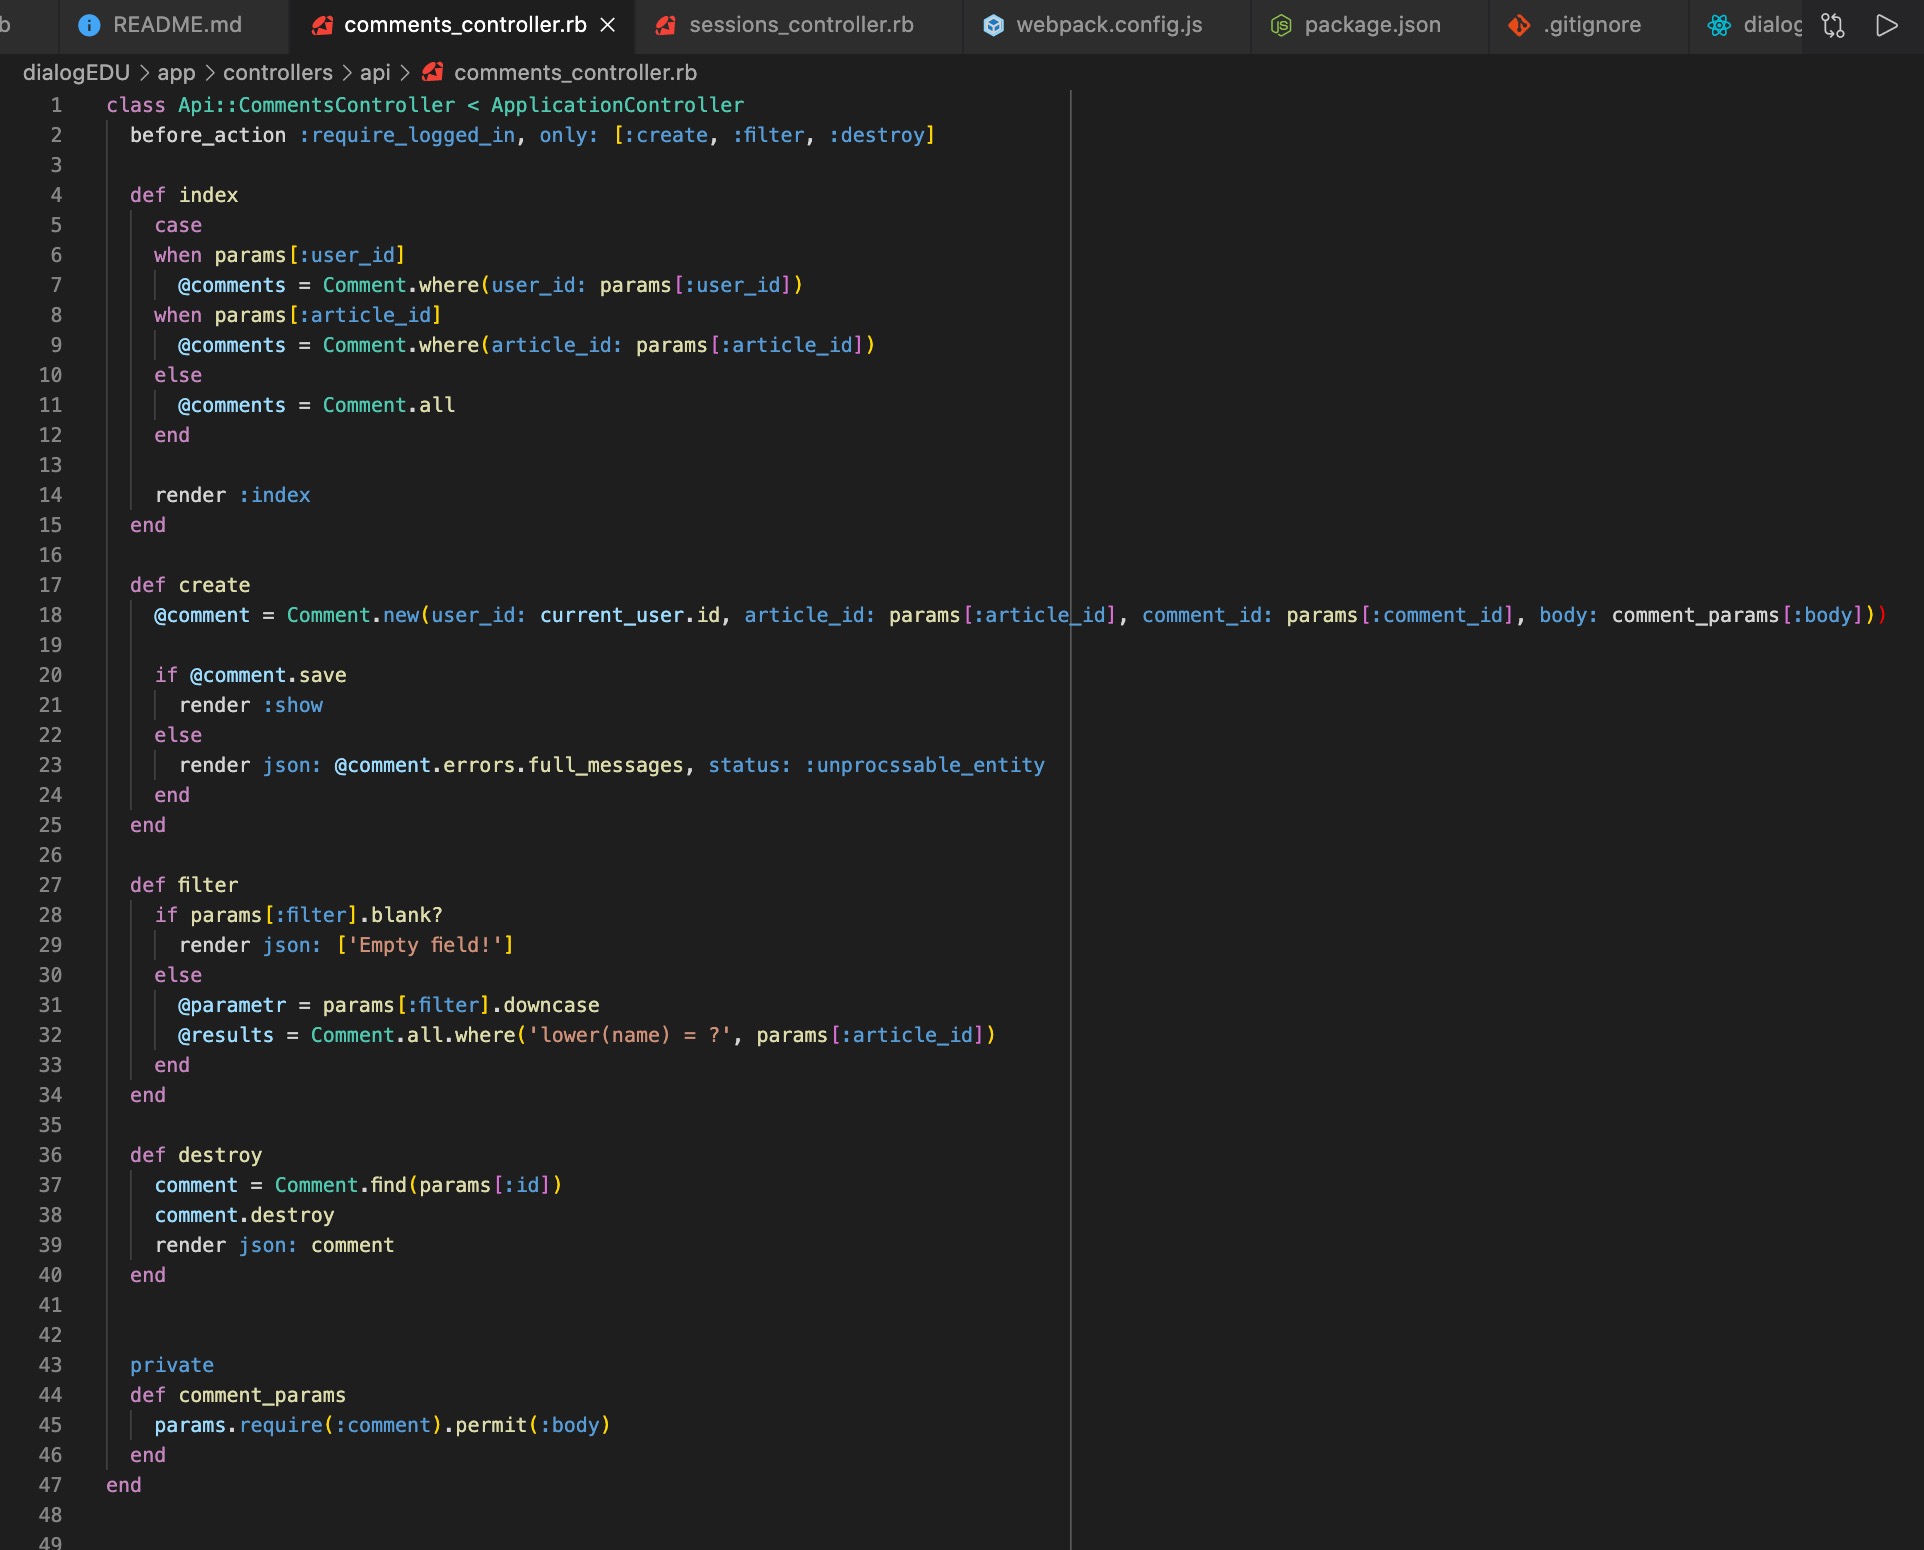 b README.md comments_controller.rb sessions_controller.rb webpack.config.js package.json .gitignore dialog
dialogEDU > app > controllers > api > comments_controller.rb
1 class Api::CommentsController < ApplicationController
2 before_action :require_logged_in, only: [:create, :filter, :destroy]
3
4 def index
5 case
6 when params[:user_id]
7 @comments = Comment.where(user_id: params[:user_id])
8 when params[:article_id]
9 @comments = Comment.where(article_id: params[:article_id])
10 else
11 @comments = Comment.all
12 end
13
14 render :index
15 end
16
17 def create
18 @comment = Comment.new(user_id: current_user.id, article_id: params[:article_id], comment_id: params[:comment_id], body: comment_params[:body]))
19
20 if @comment.save
21 render :show
22 else
23 render json: @comment.errors.full_messages, status: :unprocssable_entity
24 end
25 end
26
27 def filter
28 if params[:filter].blank?
29 render json: ['Empty field!']
30 else
31 @parametr = params[:filter].downcase
32 @results = Comment.all.where('lower(name) = ?', params[:article_id])
33 end
34 end
35
36 def destroy
37 comment = Comment.find(params[:id])
38 comment.destroy
39 render json: comment
40 end
41
42
43 private
44 def comment_params
45 params.require(:comment).permit(:body)
46 end
47 end
48
49